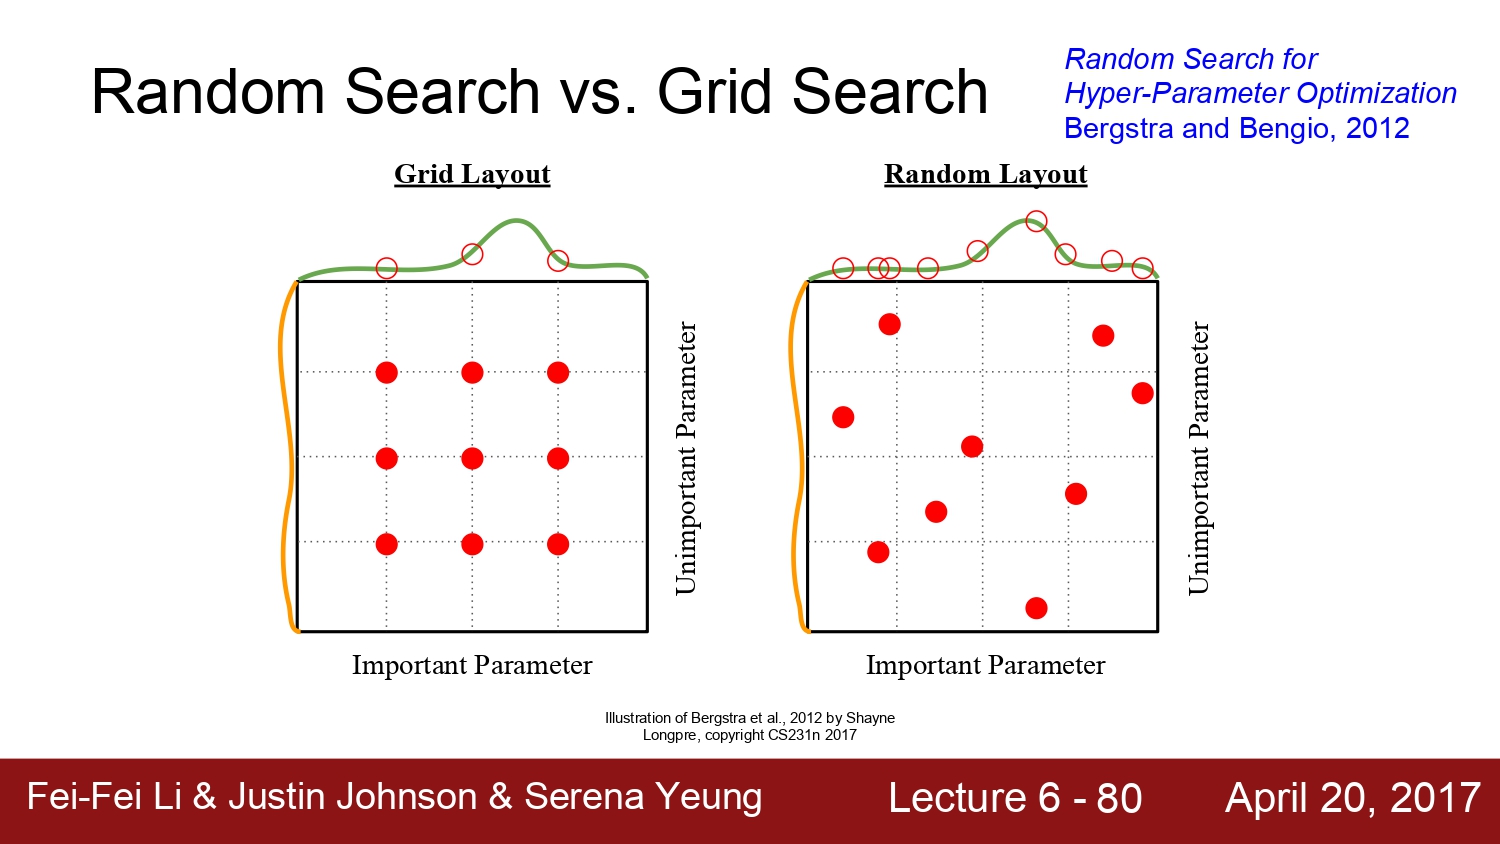 Random Search vs. Grid Search
Random Search for
Hyper-Parameter Optimization
Bergstra and Bengio, 2012
Grid Layout
Unimportant Parameter
Important Parameter
Random Layout
Unimportant Parameter
Important Parameter
Illustration of Bergstra et al., 2012 by Shayne
Longpre, copyright CS231n 2017
Fei-Fei Li & Justin Johnson & Serena Yeung
Lecture 6 - 80
April 20, 2017